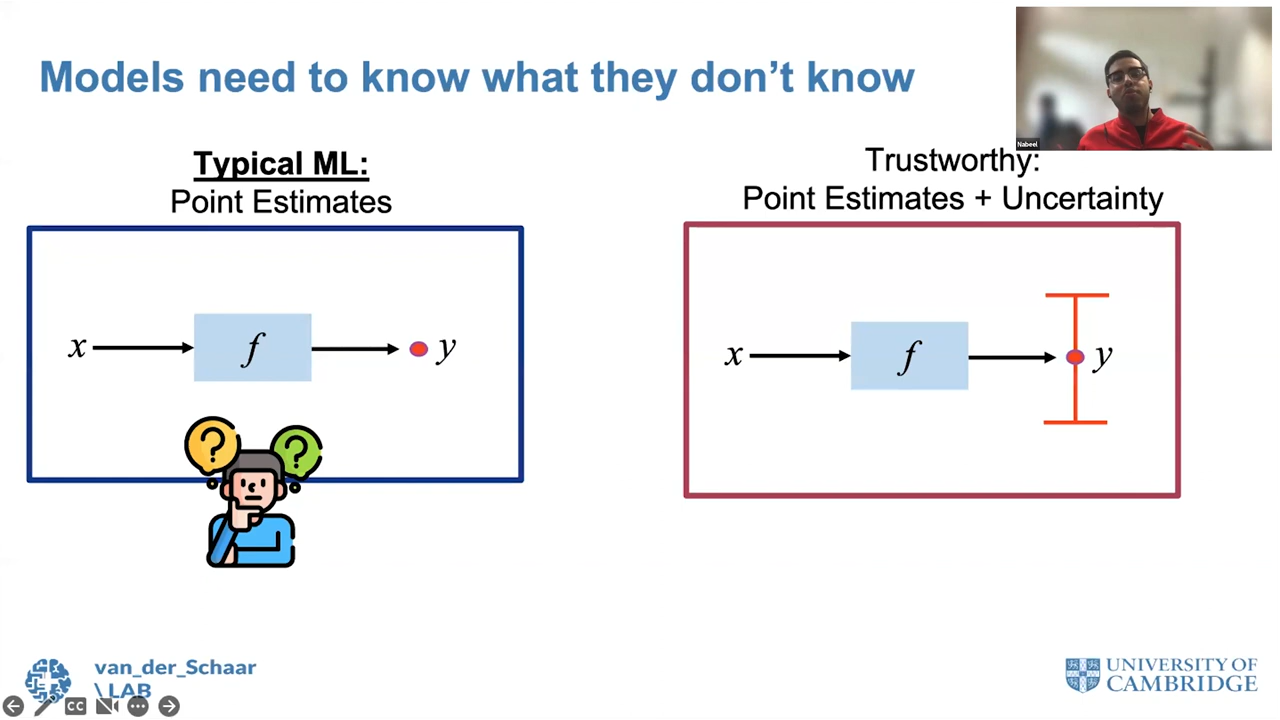 Models need to know what they don't know
Nabeel
Typical ML:
Point Estimates
x
f
y
? ?
Trustworthy:
Point Estimates + Uncertainty
x
f
y
van_der_Schaar
\ LAB
CC
UNIVERSITY OF
CAMBRIDGE